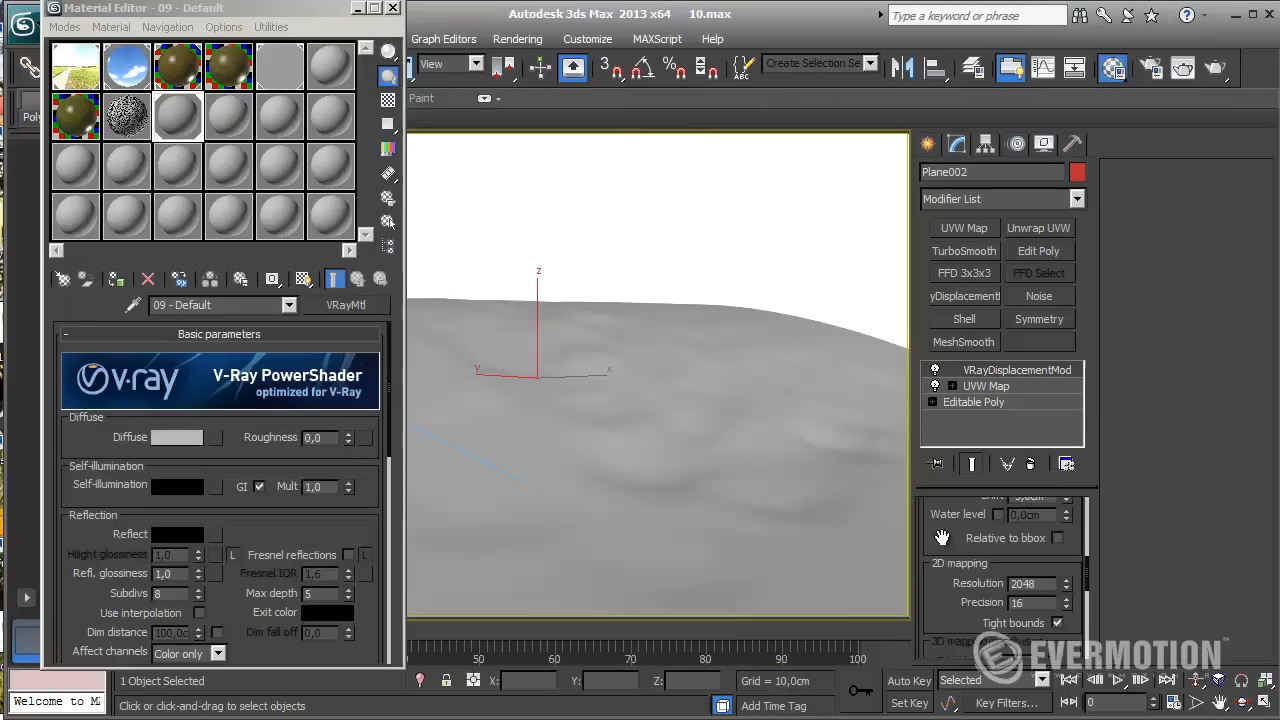 Material Editor - 09 - Default
Autodesk 3ds Max 2013 x64 10.max
Type a keyword or phrase
Modes Material Navigation Options Utilities
Graph Editors Rendering Customize MAXScript Help
View
Create Selection Se
Poly
Paint
Plane002
Modifier List
UVW Map Unwrap UVW
TurboSmooth Edit Poly
FFD 3x3x3 FFD Select
yDisplacementI Noise
Shell Symmetry
MeshSmooth
VRayDisplacementMod
UVW Map
Editable Poly
z
y
x
09 - Default VRayMtl
Basic parameters
v-ray
V-Ray PowerShader
optimized for V-Ray
Diffuse
Diffuse Roughness 0,0
Self-illumination
Self-illumination GI Mult 1,0
Reflection
Reflect
Hilight glossiness 1,0 L Fresnel reflections L
Refl. glossiness 1,0 Fresnel IOR 1,6
Subdivs 8 Max depth 5
Use interpolation Exit color
Dim distance 100,0c Dim fall off 0,0
Affect channels Color only
Water level 0,0cm
Relative to bbox
2D mapping
Resolution 2048
Precision 16
Tight bounds
EVERMOTION™
50 60 70 80 90 100
1 Object Selected X: Y: Z: Grid = 10,0cm Auto Key Selected
Welcome to M
Click or click-and-drag to select objects Add Time Tag Set Key Key Filters... 0